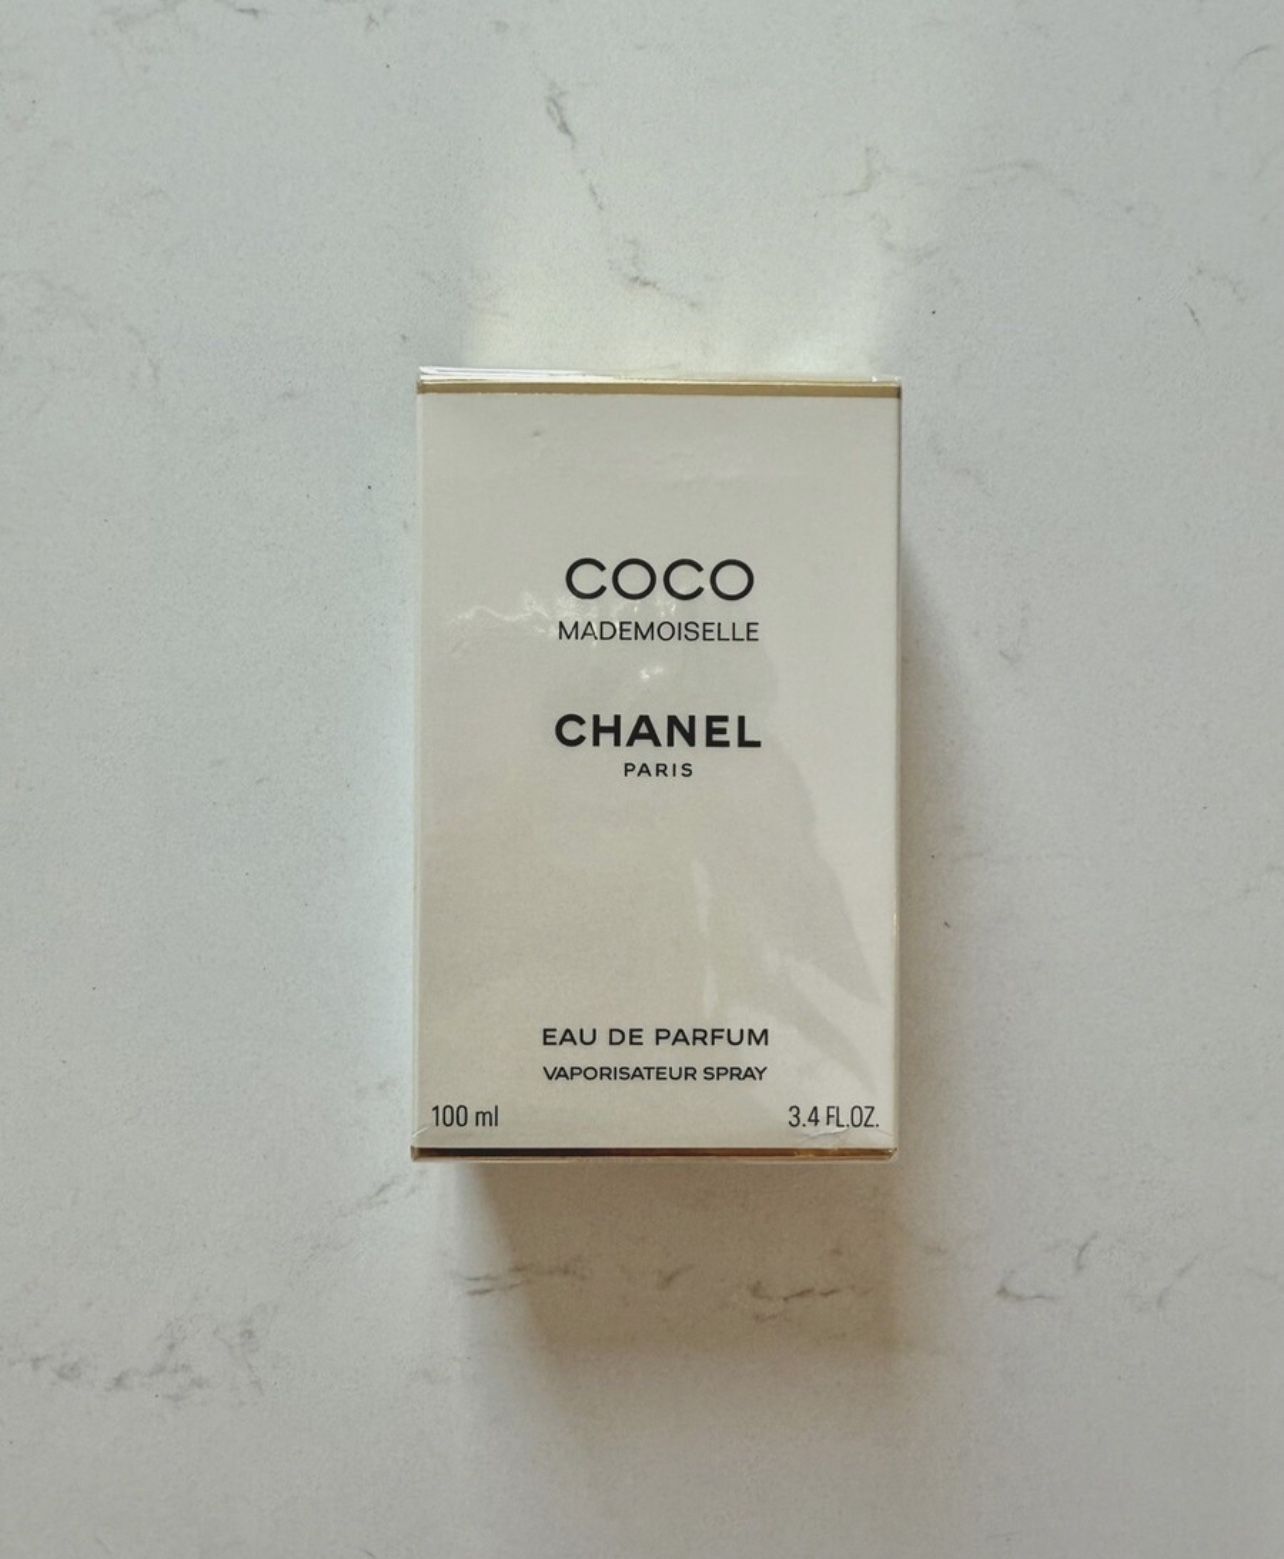 COCO
MADEMOISELLE
CHANEL
PARIS
EAU DE PARFUM
VAPORISATEUR SPRAY
100 ml 3.4 FL.OZ.